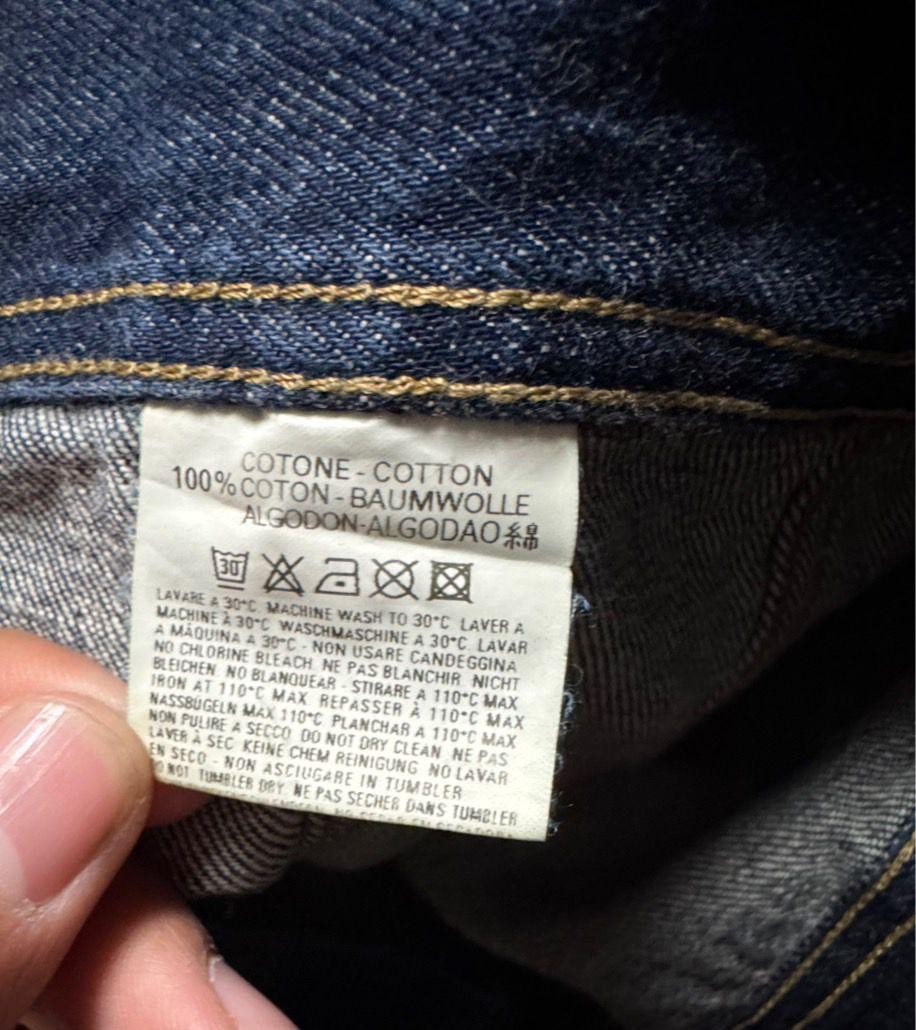 COTONE - COTTON
100% COTON - BAUMWOLLE
ALGODON-ALGODAO 綿
30°
LAVARE A 30°C. MACHINE WASH TO 30°C. LAVER A
MACHINE À 30°C. WASCHMASCHINE A 30°C. LAVAR
A MÁQUINA A 30°C - NON USARE CANDEGGINA
NO CHLORINE BLEACH. NE PAS BLANCHIR. NICHT
BLEICHEN. NO BLANQUEAR - STIRARE A 110°C MAX
IRON AT 110°C MAX. REPASSER À 110°C MAX
NASSBÜGELN MAX 110°C PLANCHAR A 110°C MAX
NON PULIRE A SECCO. DO NOT DRY CLEAN. NE PAS
LAVER À SEC. KEINE CHEM REINIGUNG. NO LAVAR
EN SECO - NON ASCIUGARE IN TUMBLER
DO NOT TUMBLER DRY. NE PAS SECHER DANS TUMBLER
NO SECAR EN